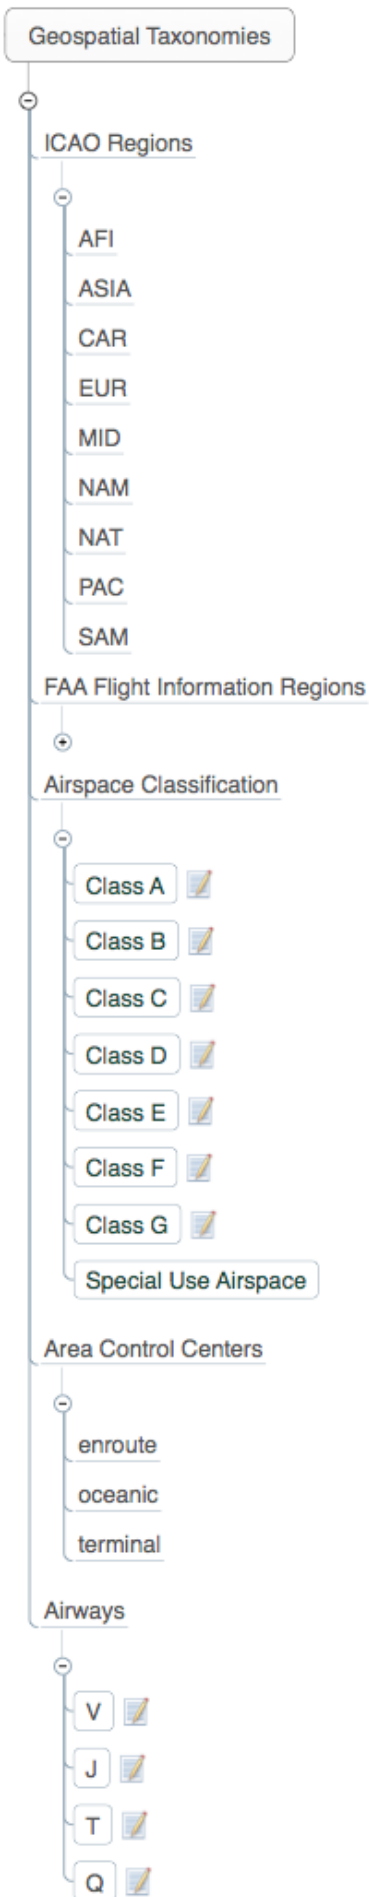 Geospatial Taxonomies
ICAO Regions
AFI
ASIA
CAR
EUR
MID
NAM
NAT
PAC
SAM
FAA Flight Information Regions
Airspace Classification
Class A
Class B
Class C
Class D
Class E
Class F
Class G
Special Use Airspace
Area Control Centers
enroute
oceanic
terminal
Airways
V
J
T
Q